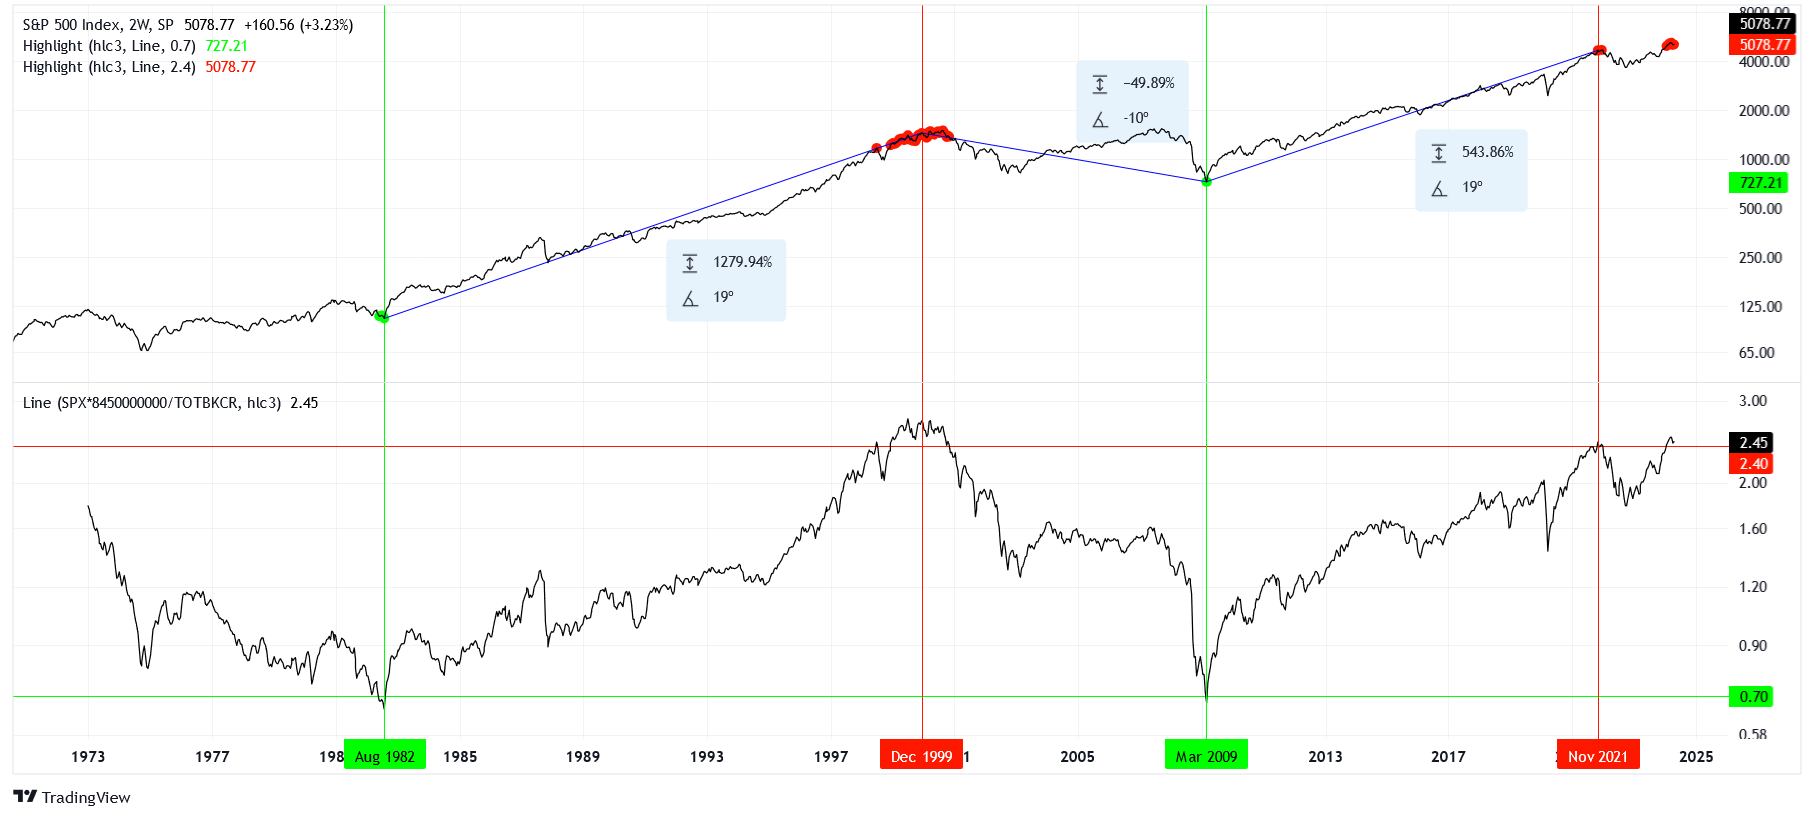 S&P 500 Index, 2W, SP 5078.77 +160.56 (+3.23%)
Highlight (hlc3, Line, 0.7) 727.21
Highlight (hlc3, Line, 2.4) 5078.77
8000.00
5078.77
5078.77
4000.00
2000.00
1000.00
727.21
500.00
250.00
125.00
65.00
−49.89%
-10º
543.86%
19º
1279.94%
19º
Line (SPX*8450000000/TOTBKCR, hlc3) 2.45
3.00
2.45
2.40
2.00
1.60
1.20
0.90
0.70
0.58
1973 1977 198 Aug 1982 1985 1989 1993 1997 Dec 1999 1 2005 Mar 2009 2013 2017 Nov 2021 2025
TradingView